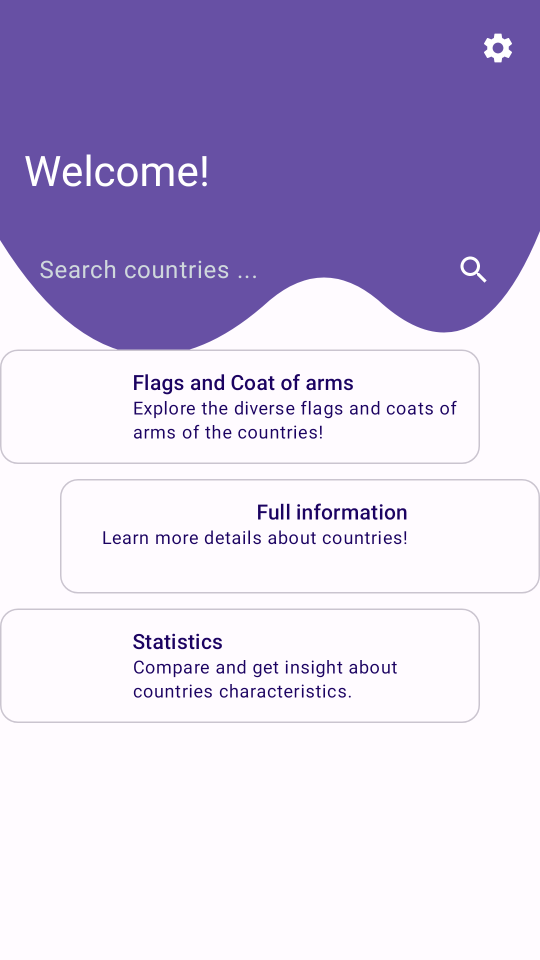 Welcome!
Search countries ...
Flags and Coat of arms
Explore the diverse flags and coats of
arms of the countries!
Full information
Learn more details about countries!
Statistics
Compare and get insight about
countries characteristics.